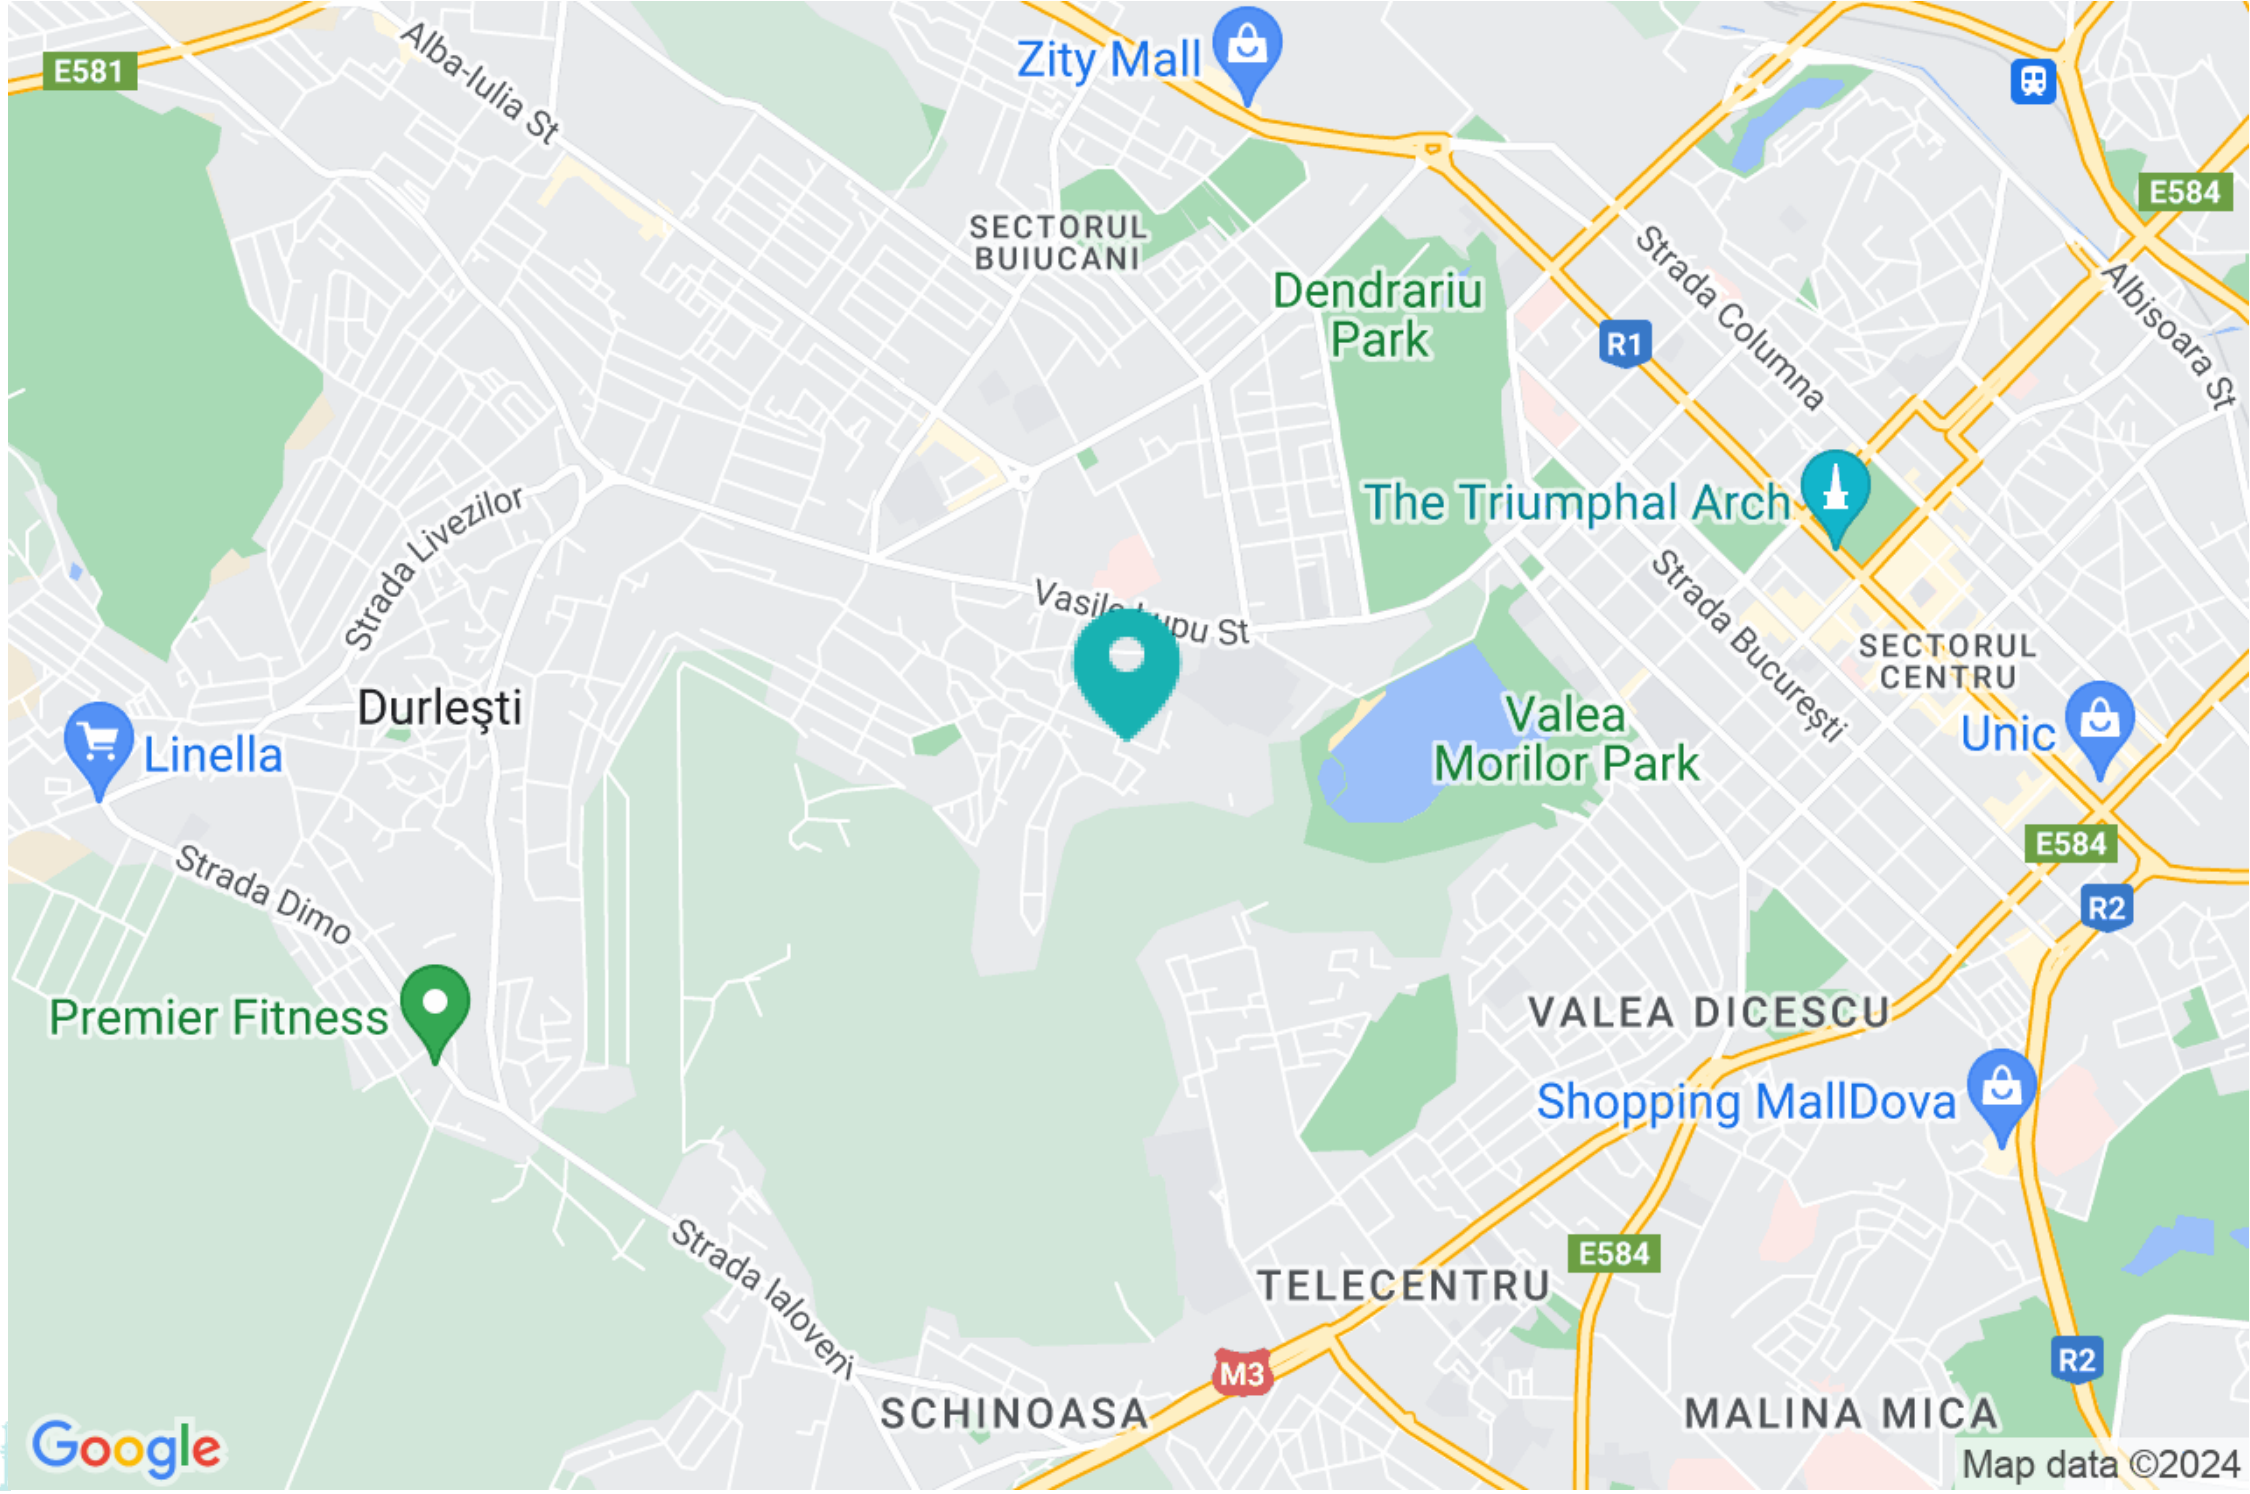 Alba-Iulia St
Zity Mall
E581
E584
SECTORUL
BUIUCANI
Dendrariu
Park
Strada Columna
Albisoara St
R1
The Triumphal Arch
Strada Livezilor
Vasile Lupu St
Strada București
SECTORUL
CENTRU
Durleşti
Linella
Valea
Morilor Park
Unic
E584
Strada Dimo
R2
Premier Fitness
VALEA DICESCU
Shopping MallDova
Strada Ialoveni
TELECENTRU
E584
M3
R2
SCHINOASA
MALINA MICA
Google
Map data ©2024